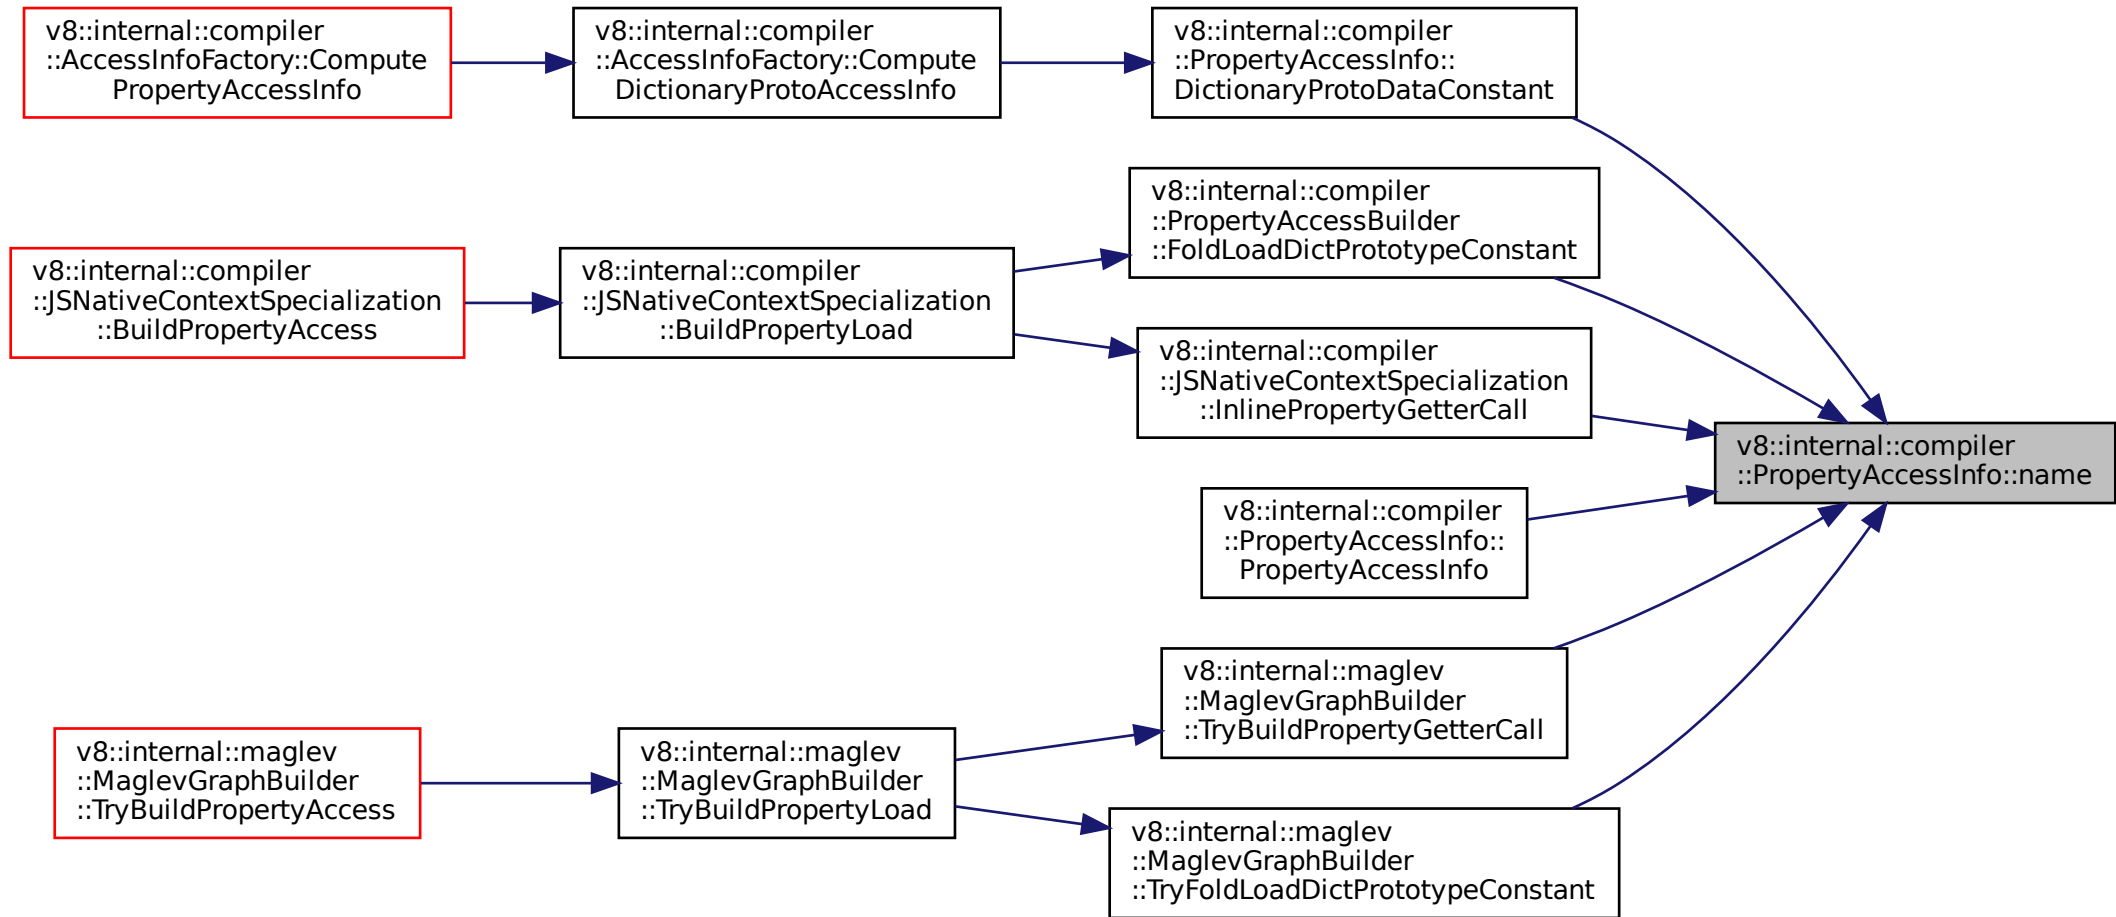 v8::internal::compiler
::AccessInfoFactory::Compute
PropertyAccessInfo
v8::internal::compiler
::AccessInfoFactory::Compute
DictionaryProtoAccessInfo
v8::internal::compiler
::PropertyAccessInfo::
DictionaryProtoDataConstant
v8::internal::compiler
::PropertyAccessBuilder
::FoldLoadDictPrototypeConstant
v8::internal::compiler
::JSNativeContextSpecialization
::BuildPropertyAccess
v8::internal::compiler
::JSNativeContextSpecialization
::BuildPropertyLoad
v8::internal::compiler
::JSNativeContextSpecialization
::InlinePropertyGetterCall
v8::internal::compiler
::PropertyAccessInfo::name
v8::internal::compiler
::PropertyAccessInfo::
PropertyAccessInfo
v8::internal::maglev
::MaglevGraphBuilder
::TryBuildPropertyGetterCall
v8::internal::maglev
::MaglevGraphBuilder
::TryBuildPropertyAccess
v8::internal::maglev
::MaglevGraphBuilder
::TryBuildPropertyLoad
v8::internal::maglev
::MaglevGraphBuilder
::TryFoldLoadDictPrototypeConstant